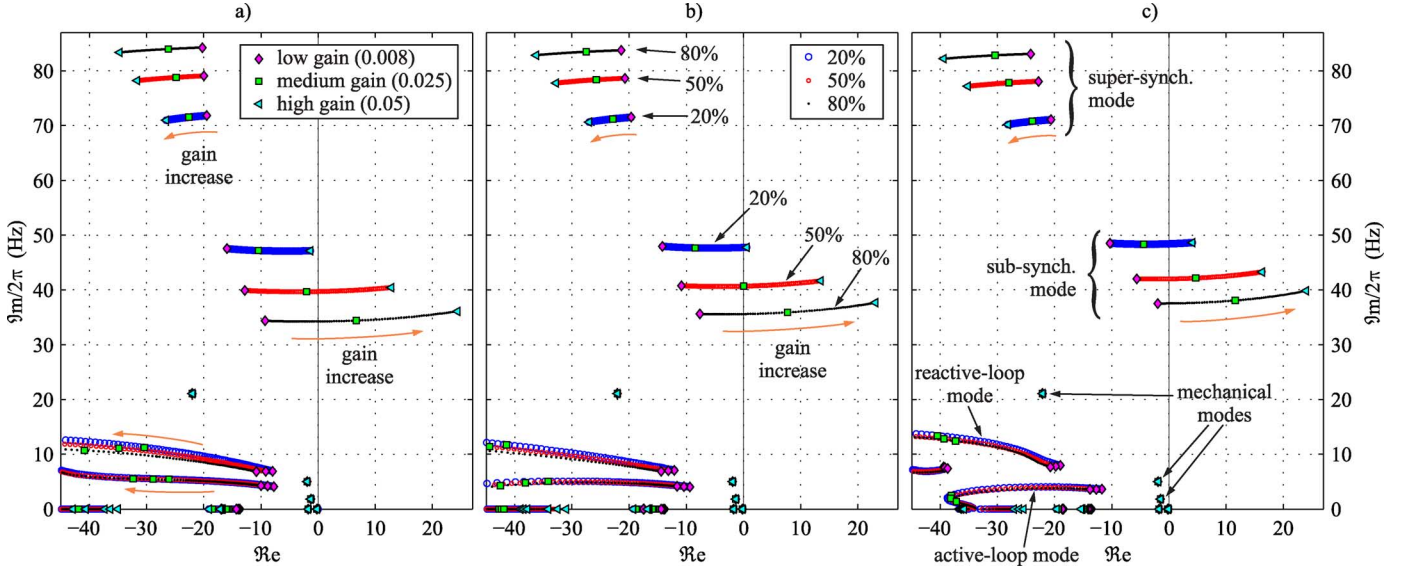 a)
b)
c)
low gain (0.008)
medium gain (0.025)
high gain (0.05)
gain
increase
gain
increase
ℑm/2π (Hz)
80
70
60
50
40
30
20
10
0
−40 −30 −20 −10 0 10 20
ℜe
80%
50%
20%
20%
50%
80%
20%
50%
80%
gain
increase
−40 −30 −20 −10 0 10 20
ℜe
super-synch.
mode
sub-synch.
mode
reactive-loop
mode
mechanical
modes
active-loop mode
−40 −30 −20 −10 0 10 20
ℜe
80
70
60
50
40
30
20
10
0
ℑm/2π (Hz)